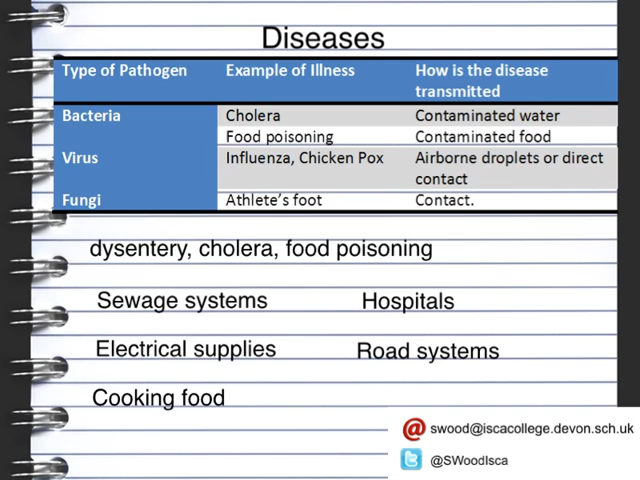 Diseases
Type of Pathogen Example of Illness How is the disease
transmitted
Bacteria Cholera Contaminated water
Food poisoning Contaminated food
Virus Influenza, Chicken Pox Airborne droplets or direct
contact
Fungi Athlete's foot Contact.
dysentery, cholera, food poisoning
Sewage systems Hospitals
Electrical supplies Road systems
Cooking food
@ swood@iscacollege.devon.sch.uk
@SWoodIsca